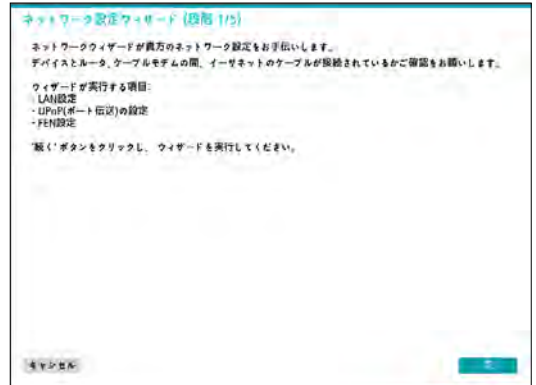 ネットワーク設定ウィザード (段階 1/5)
ネットワークウィザードが貴方のネットワーク設定をお手伝いします。
デバイスとルータ、ケーブルモデムの間、イーサネットのケーブルが接続されているかご確認をお願いします。
ウィザードが実行する項目:
- LAN設定
- UPnP(ポート伝送)の設定
- FEN設定
'続く' ボタンをクリックし、ウィザードを実行してください。
キャンセル